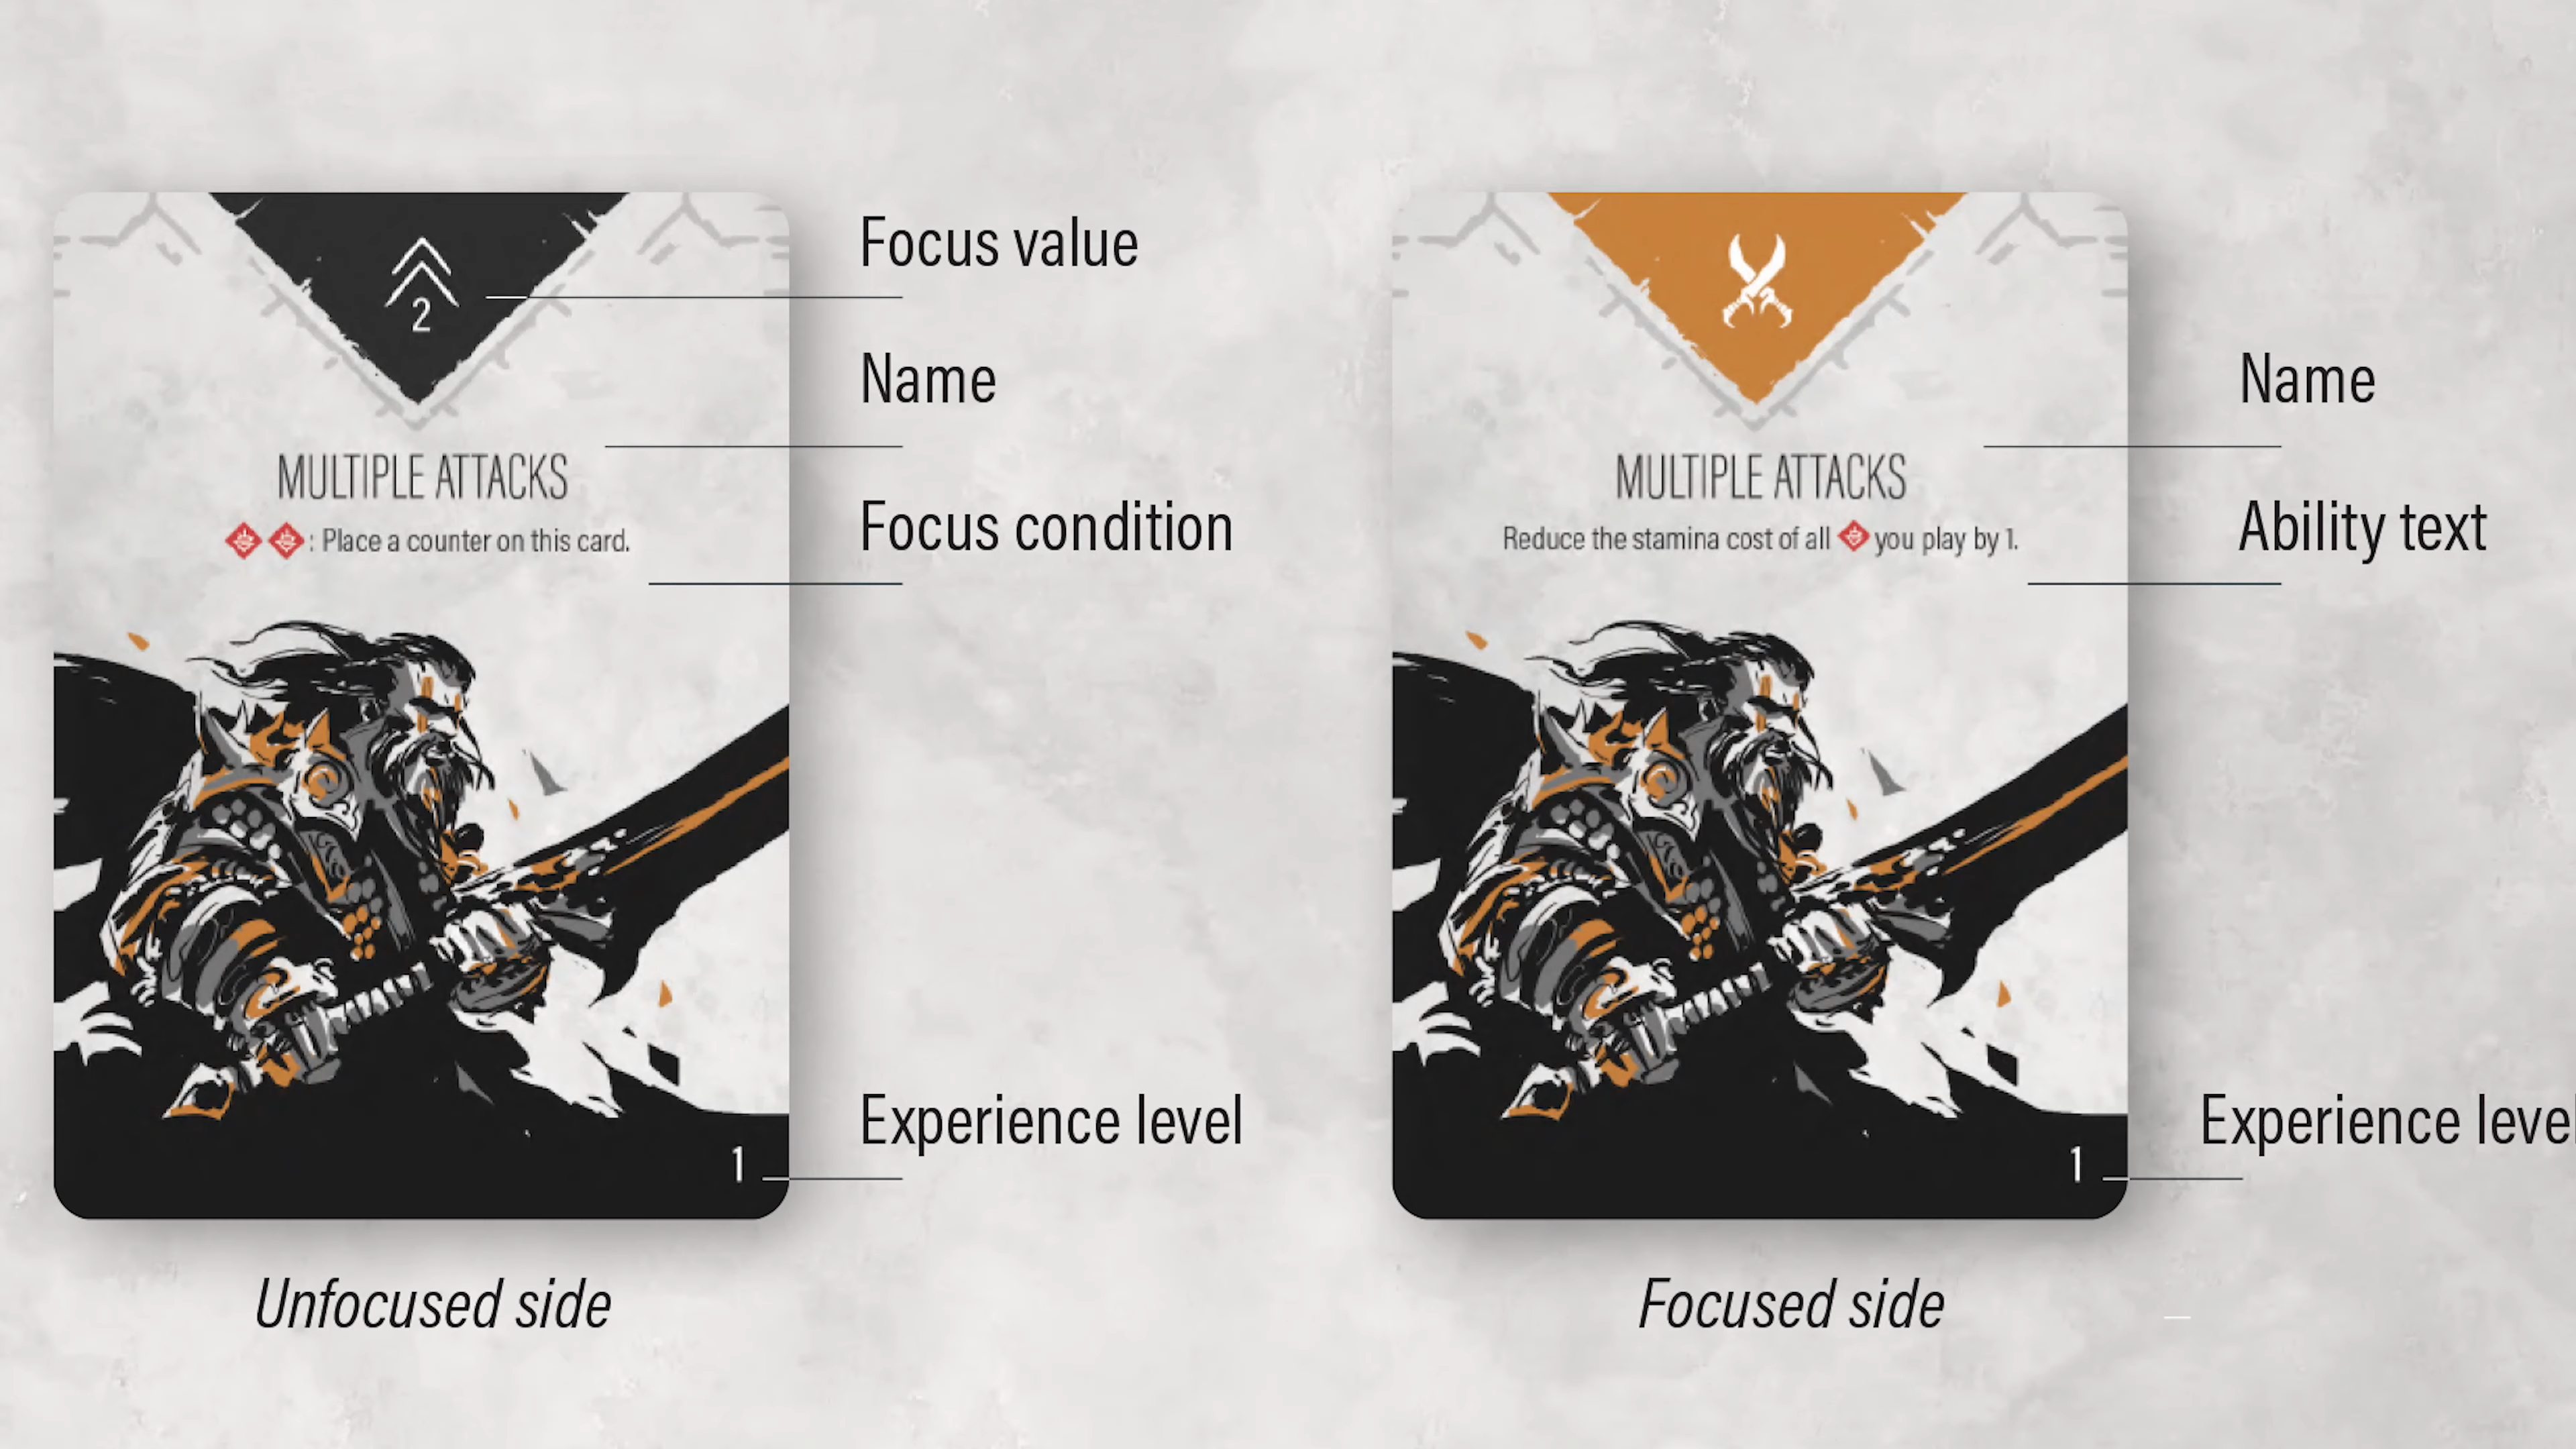 2
Focus value
Name
MULTIPLE ATTACKS
: Place a counter on this card.
Focus condition
1
Experience level
Unfocused side
Name
MULTIPLE ATTACKS
Reduce the stamina cost of all you play by 1.
Ability text
1
Experience level
Focused side